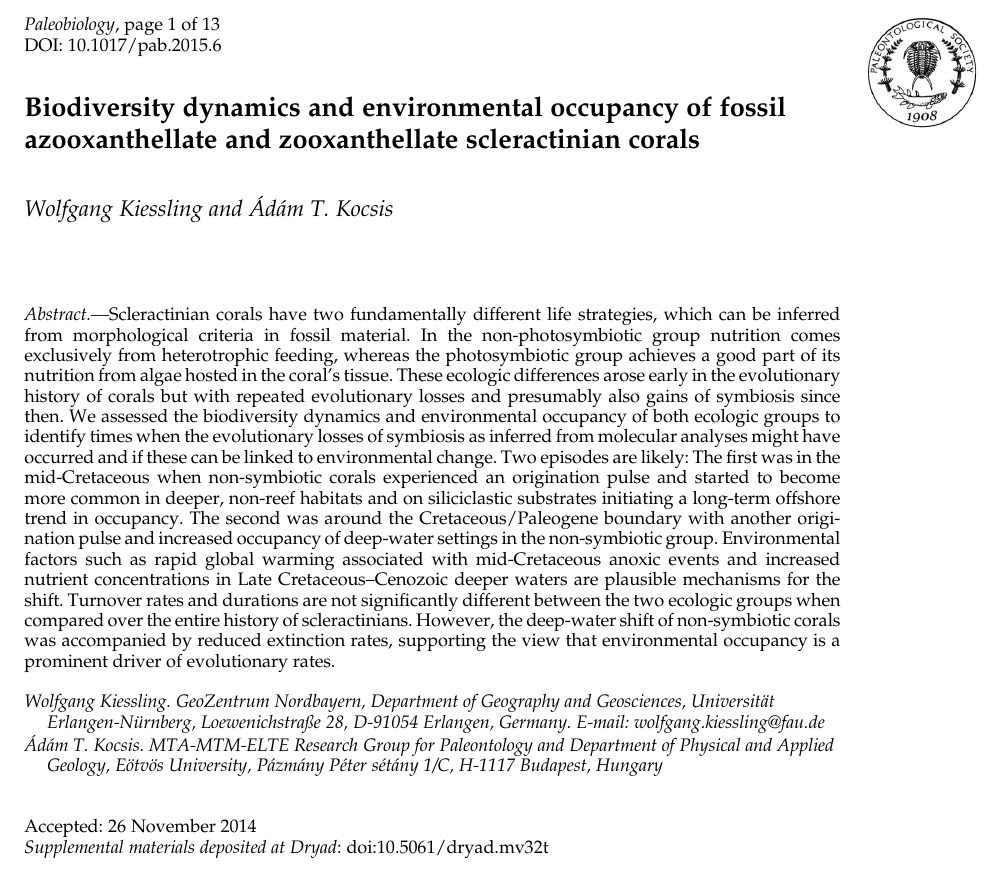 Paleobiology, page 1 of 13
DOI: 10.1017/pab.2015.6
PALEONTOLOGICAL SOCIETY
1908
Biodiversity dynamics and environmental occupancy of fossil
azooxanthellate and zooxanthellate scleractinian corals
Wolfgang Kiessling and Ádám T. Kocsis
Abstract.—Scleractinian corals have two fundamentally different life strategies, which can be inferred
from morphological criteria in fossil material. In the non-photosymbiotic group nutrition comes
exclusively from heterotrophic feeding, whereas the photosymbiotic group achieves a good part of its
nutrition from algae hosted in the coral's tissue. These ecologic differences arose early in the evolutionary
history of corals but with repeated evolutionary losses and presumably also gains of symbiosis since
then. We assessed the biodiversity dynamics and environmental occupancy of both ecologic groups to
identify times when the evolutionary losses of symbiosis as inferred from molecular analyses might have
occurred and if these can be linked to environmental change. Two episodes are likely: The first was in the
mid-Cretaceous when non-symbiotic corals experienced an origination pulse and started to become
more common in deeper, non-reef habitats and on siliciclastic substrates initiating a long-term offshore
trend in occupancy. The second was around the Cretaceous/Paleogene boundary with another origi-
nation pulse and increased occupancy of deep-water settings in the non-symbiotic group. Environmental
factors such as rapid global warming associated with mid-Cretaceous anoxic events and increased
nutrient concentrations in Late Cretaceous–Cenozoic deeper waters are plausible mechanisms for the
shift. Turnover rates and durations are not significantly different between the two ecologic groups when
compared over the entire history of scleractinians. However, the deep-water shift of non-symbiotic corals
was accompanied by reduced extinction rates, supporting the view that environmental occupancy is a
prominent driver of evolutionary rates.
Wolfgang Kiessling. GeoZentrum Nordbayern, Department of Geography and Geosciences, Universität
Erlangen-Nürnberg, Loewenichstraße 28, D-91054 Erlangen, Germany. E-mail: wolfgang.kiessling@fau.de
Ádám T. Kocsis. MTA-MTM-ELTE Research Group for Paleontology and Department of Physical and Applied
Geology, Eötvös University, Pázmány Péter sétány 1/C, H-1117 Budapest, Hungary
Accepted: 26 November 2014
Supplemental materials deposited at Dryad: doi:10.5061/dryad.mv32t